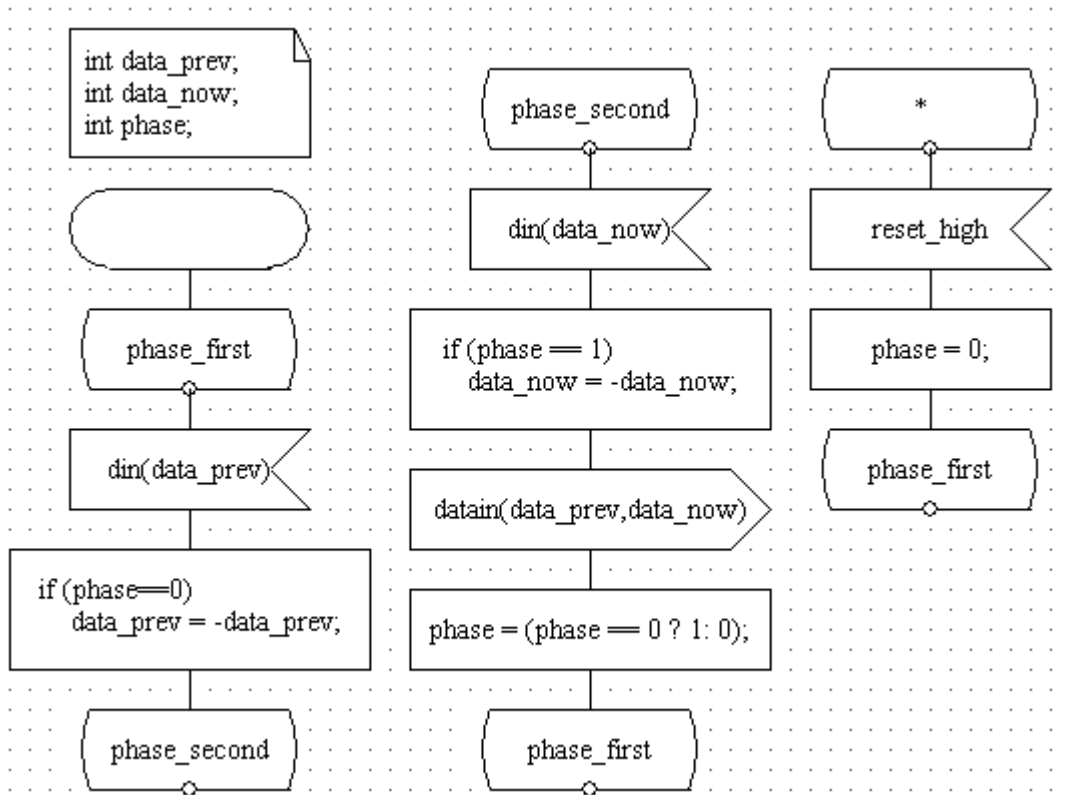 int data_prev;
int data_now;
int phase;
phase_first
din(data_prev)
if (phase==0)
data_prev = -data_prev;
phase_second
phase_second
din(data_now)
if (phase == 1)
data_now = -data_now;
datain(data_prev,data_now)
phase = (phase == 0 ? 1: 0);
phase_first
*
reset_high
phase = 0;
phase_first